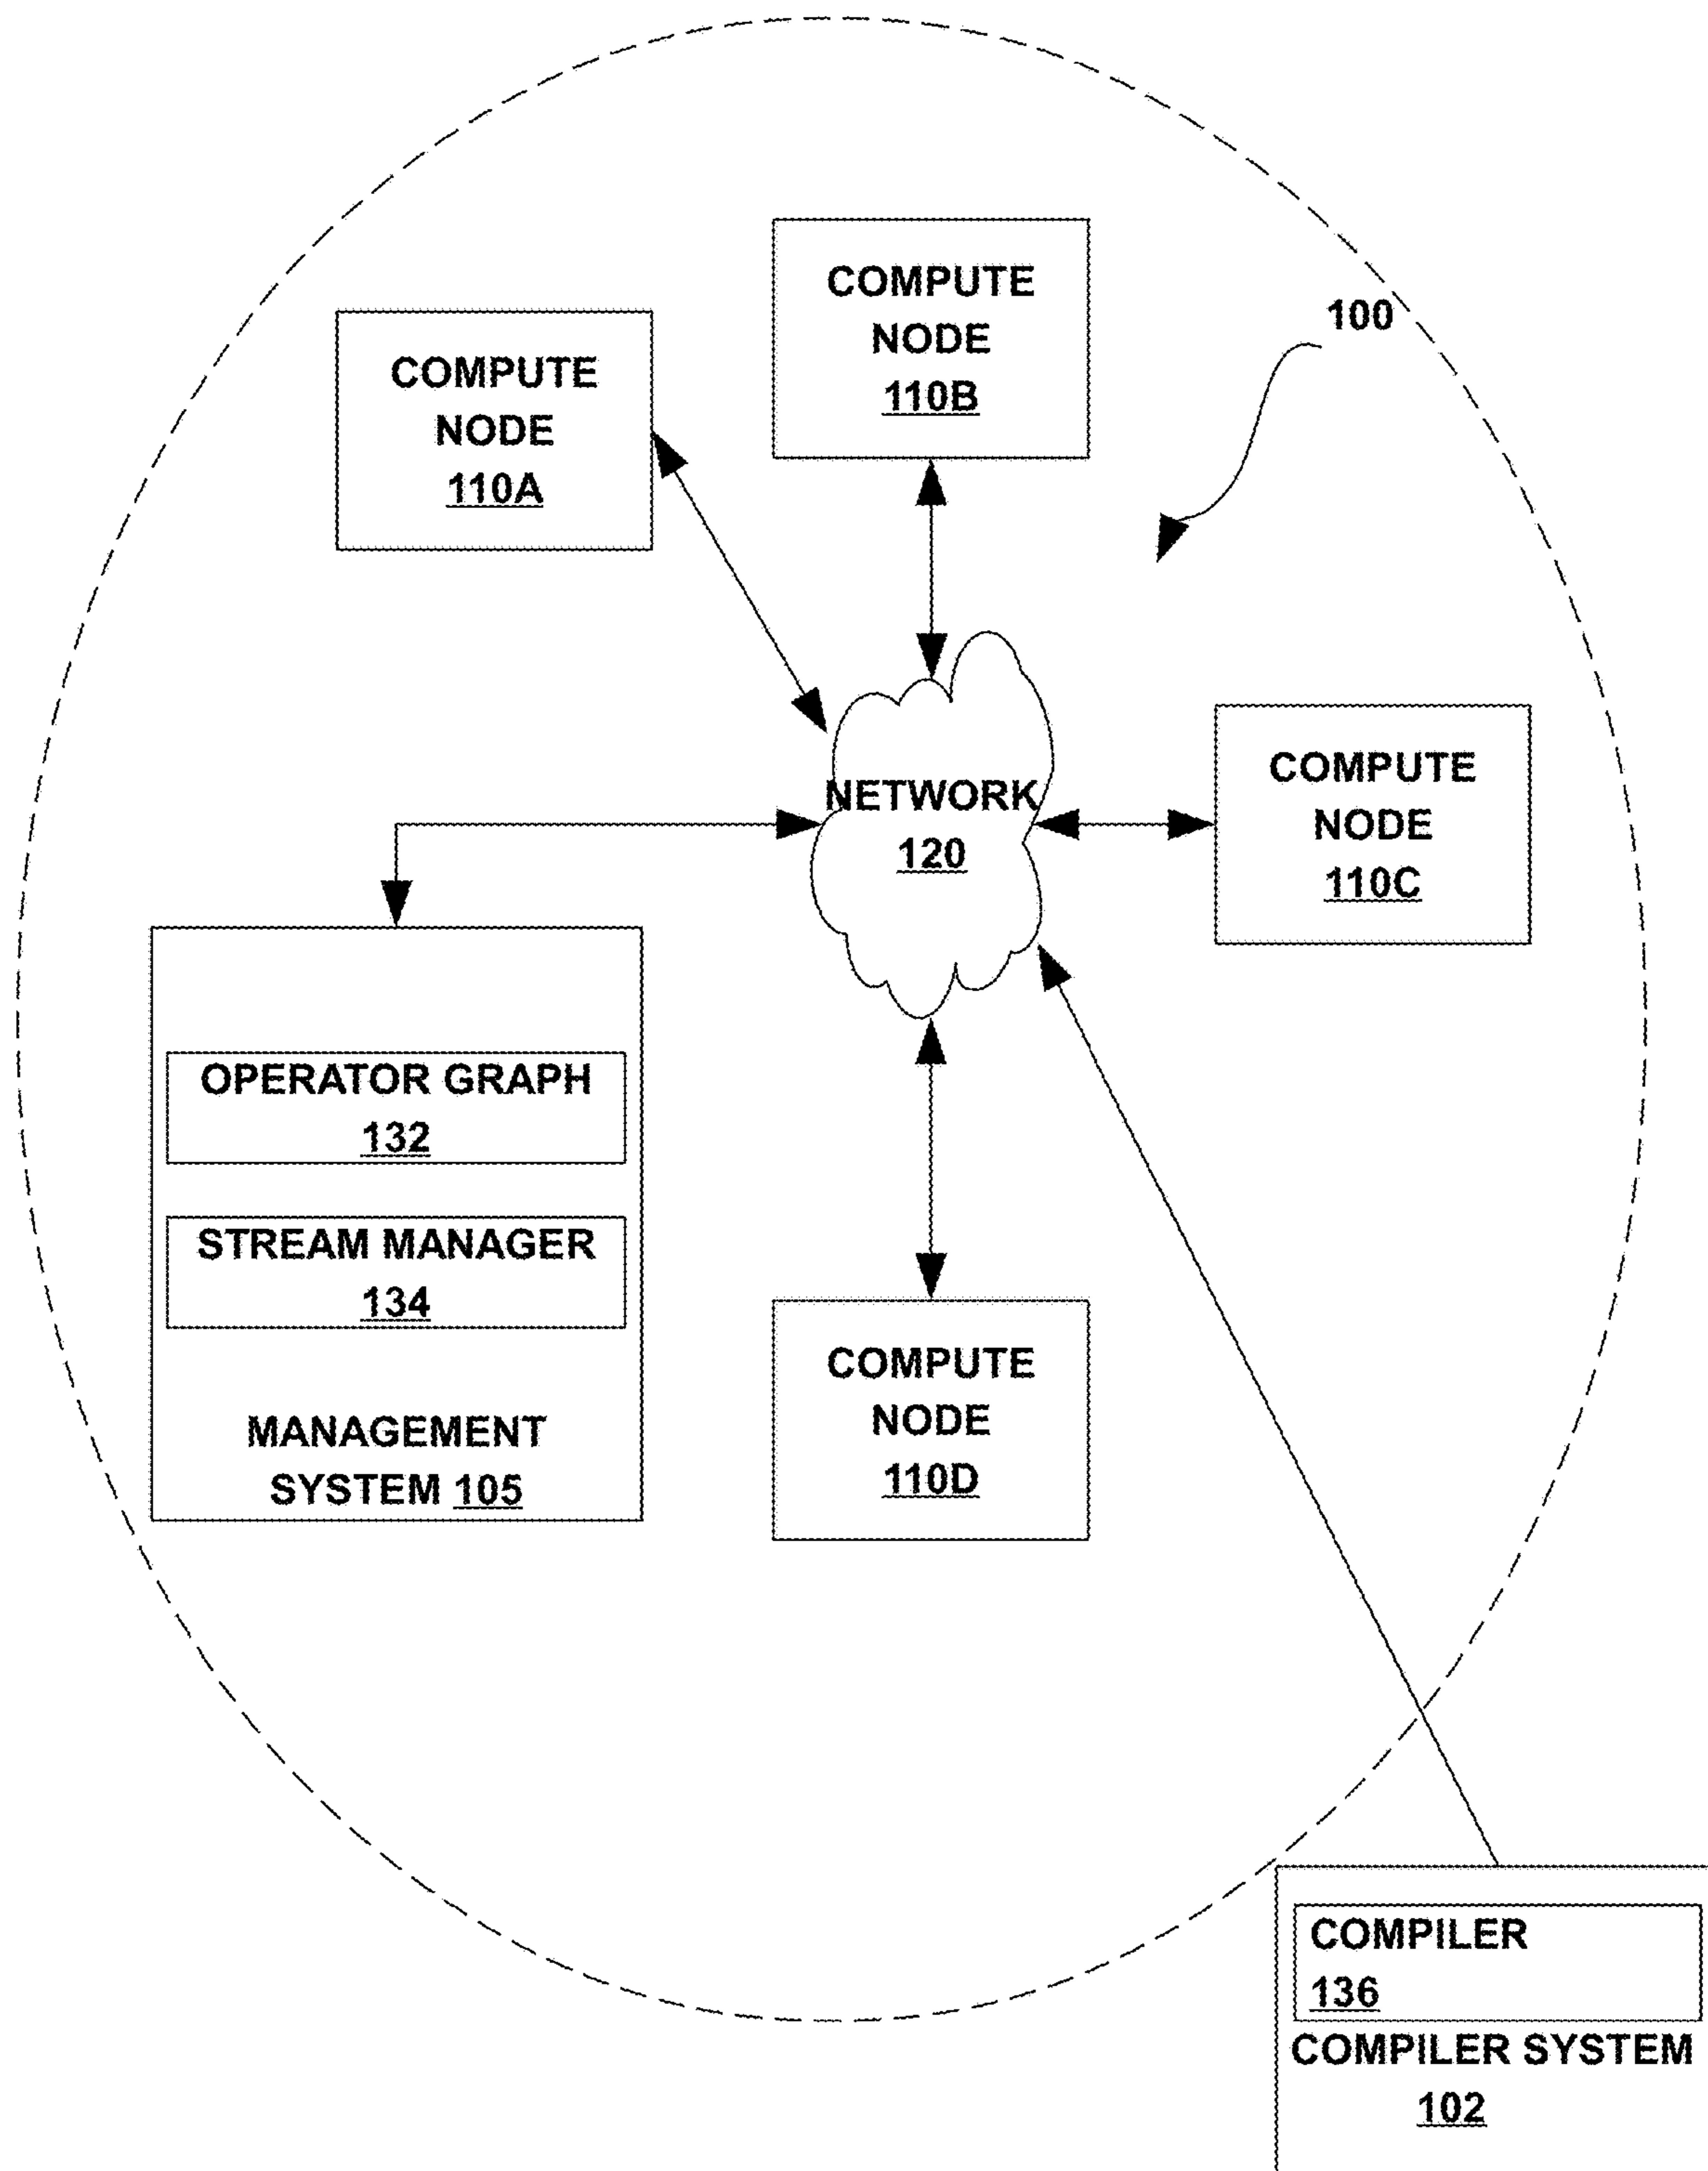 COMPUTE
NODE
110B
100
COMPUTE
NODE
110A
COMPUTE
NODE
110C
NETWORK
120
OPERATOR GRAPH
132
STREAM MANAGER
134
MANAGEMENT
SYSTEM 105
COMPUTE
NODE
110D
COMPILER
136
COMPILER SYSTEM
102